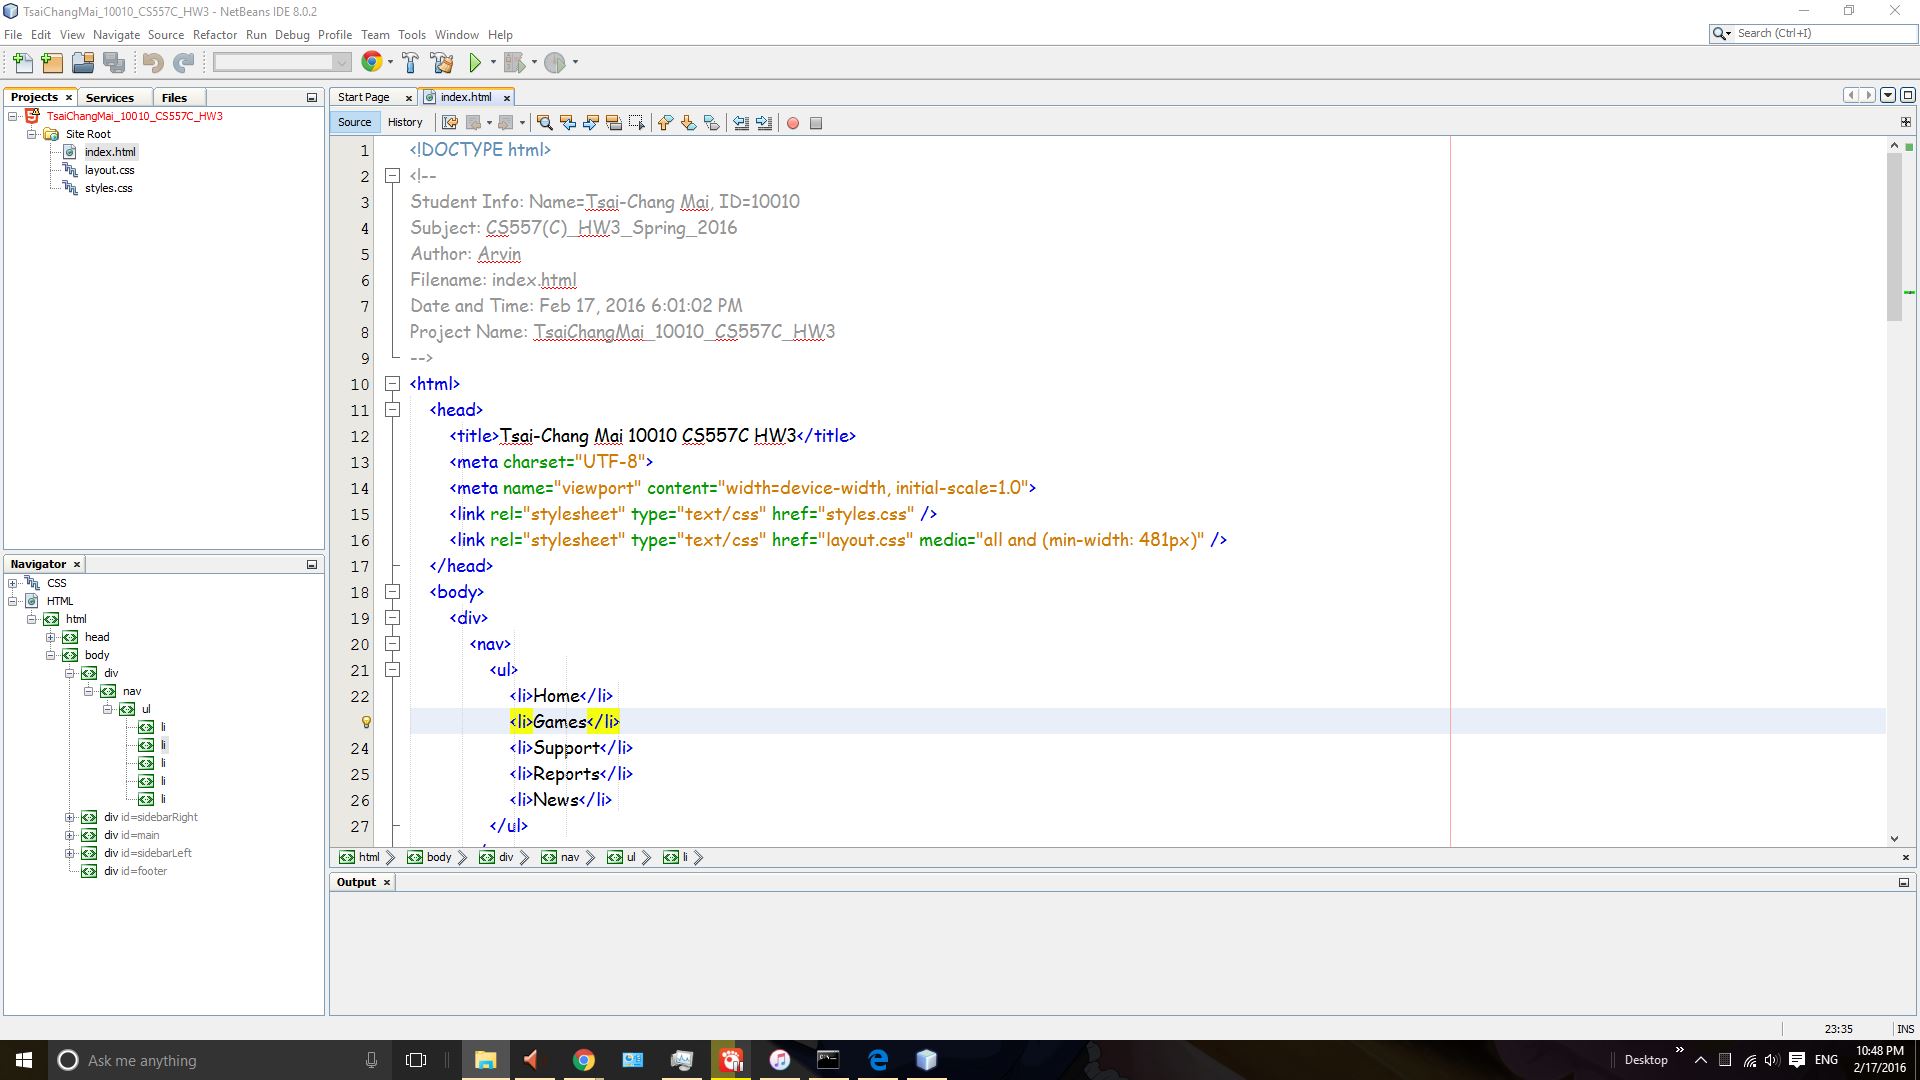 TsaiChangMai_10010_CS557C_HW3 - NetBeans IDE 8.0.2
File Edit View Navigate Source Refactor Run Debug Profile Team Tools Window Help
Search (Ctrl+I)
Projects Services Files
TsaiChangMai_10010_CS557C_HW3
Site Root
index.html
layout.css
styles.css
Navigator
CSS
HTML
html
head
body
div
nav
ul
li
li
li
li
li
div id=sidebarRight
div id=main
div id=sidebarLeft
div id=footer
Start Page index.html
Source History
1 <!DOCTYPE html>
2 <!--
3 Student Info: Name=Tsai-Chang Mai, ID=10010
4 Subject: CS557(C)_HW3_Spring_2016
5 Author: Arvin
6 Filename: index.html
7 Date and Time: Feb 17, 2016 6:01:02 PM
8 Project Name: TsaiChangMai_10010_CS557C_HW3
9 -->
10 <html>
11 <head>
12 <title>Tsai-Chang Mai 10010 CS557C HW3</title>
13 <meta charset="UTF-8">
14 <meta name="viewport" content="width=device-width, initial-scale=1.0">
15 <link rel="stylesheet" type="text/css" href="styles.css" />
16 <link rel="stylesheet" type="text/css" href="layout.css" media="all and (min-width: 481px)" />
17 </head>
18 <body>
19 <div>
20 <nav>
21 <ul>
22 <li>Home</li>
<li>Games</li>
24 <li>Support</li>
25 <li>Reports</li>
26 <li>News</li>
27 </ul>
html body div nav ul li
Output
23:35 INS
Ask me anything
Desktop
ENG
10:48 PM
2/17/2016